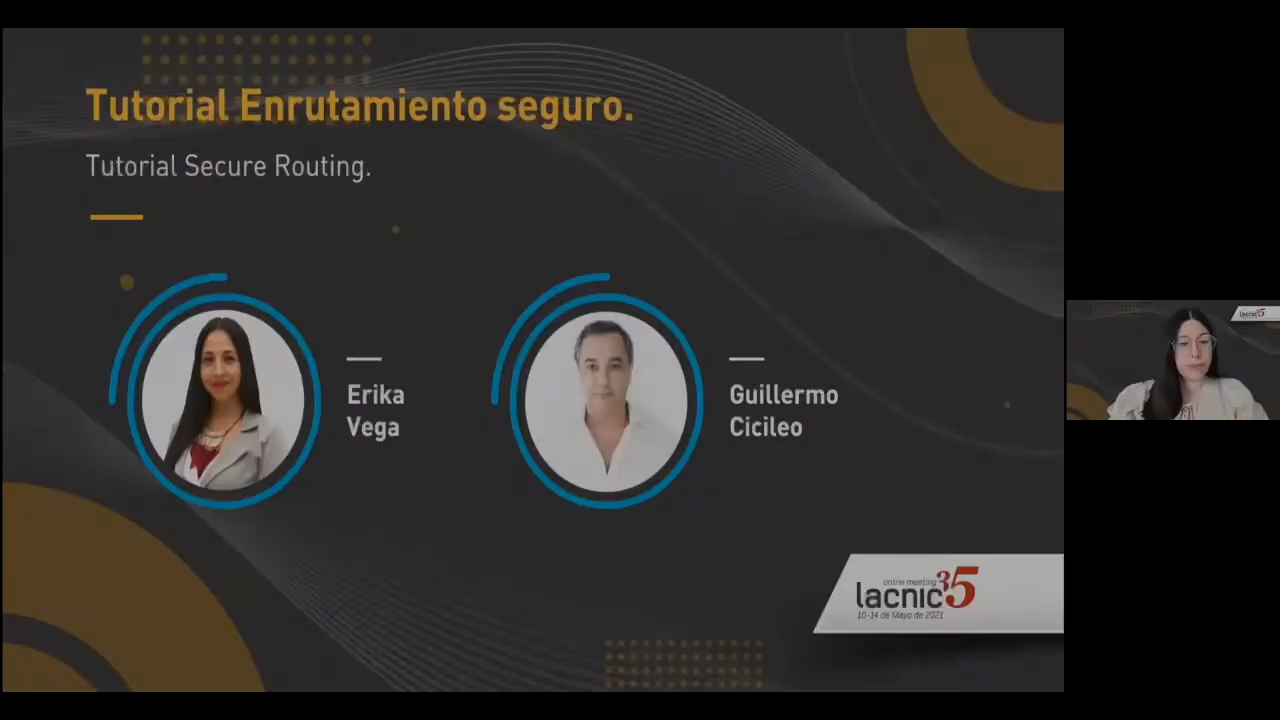 Tutorial Enrutamiento seguro.
Tutorial Secure Routing.
Erika
Vega
Guillermo
Cicileo
online meeting
lacnic35
10-14 de Mayo de 2021
lacnic35